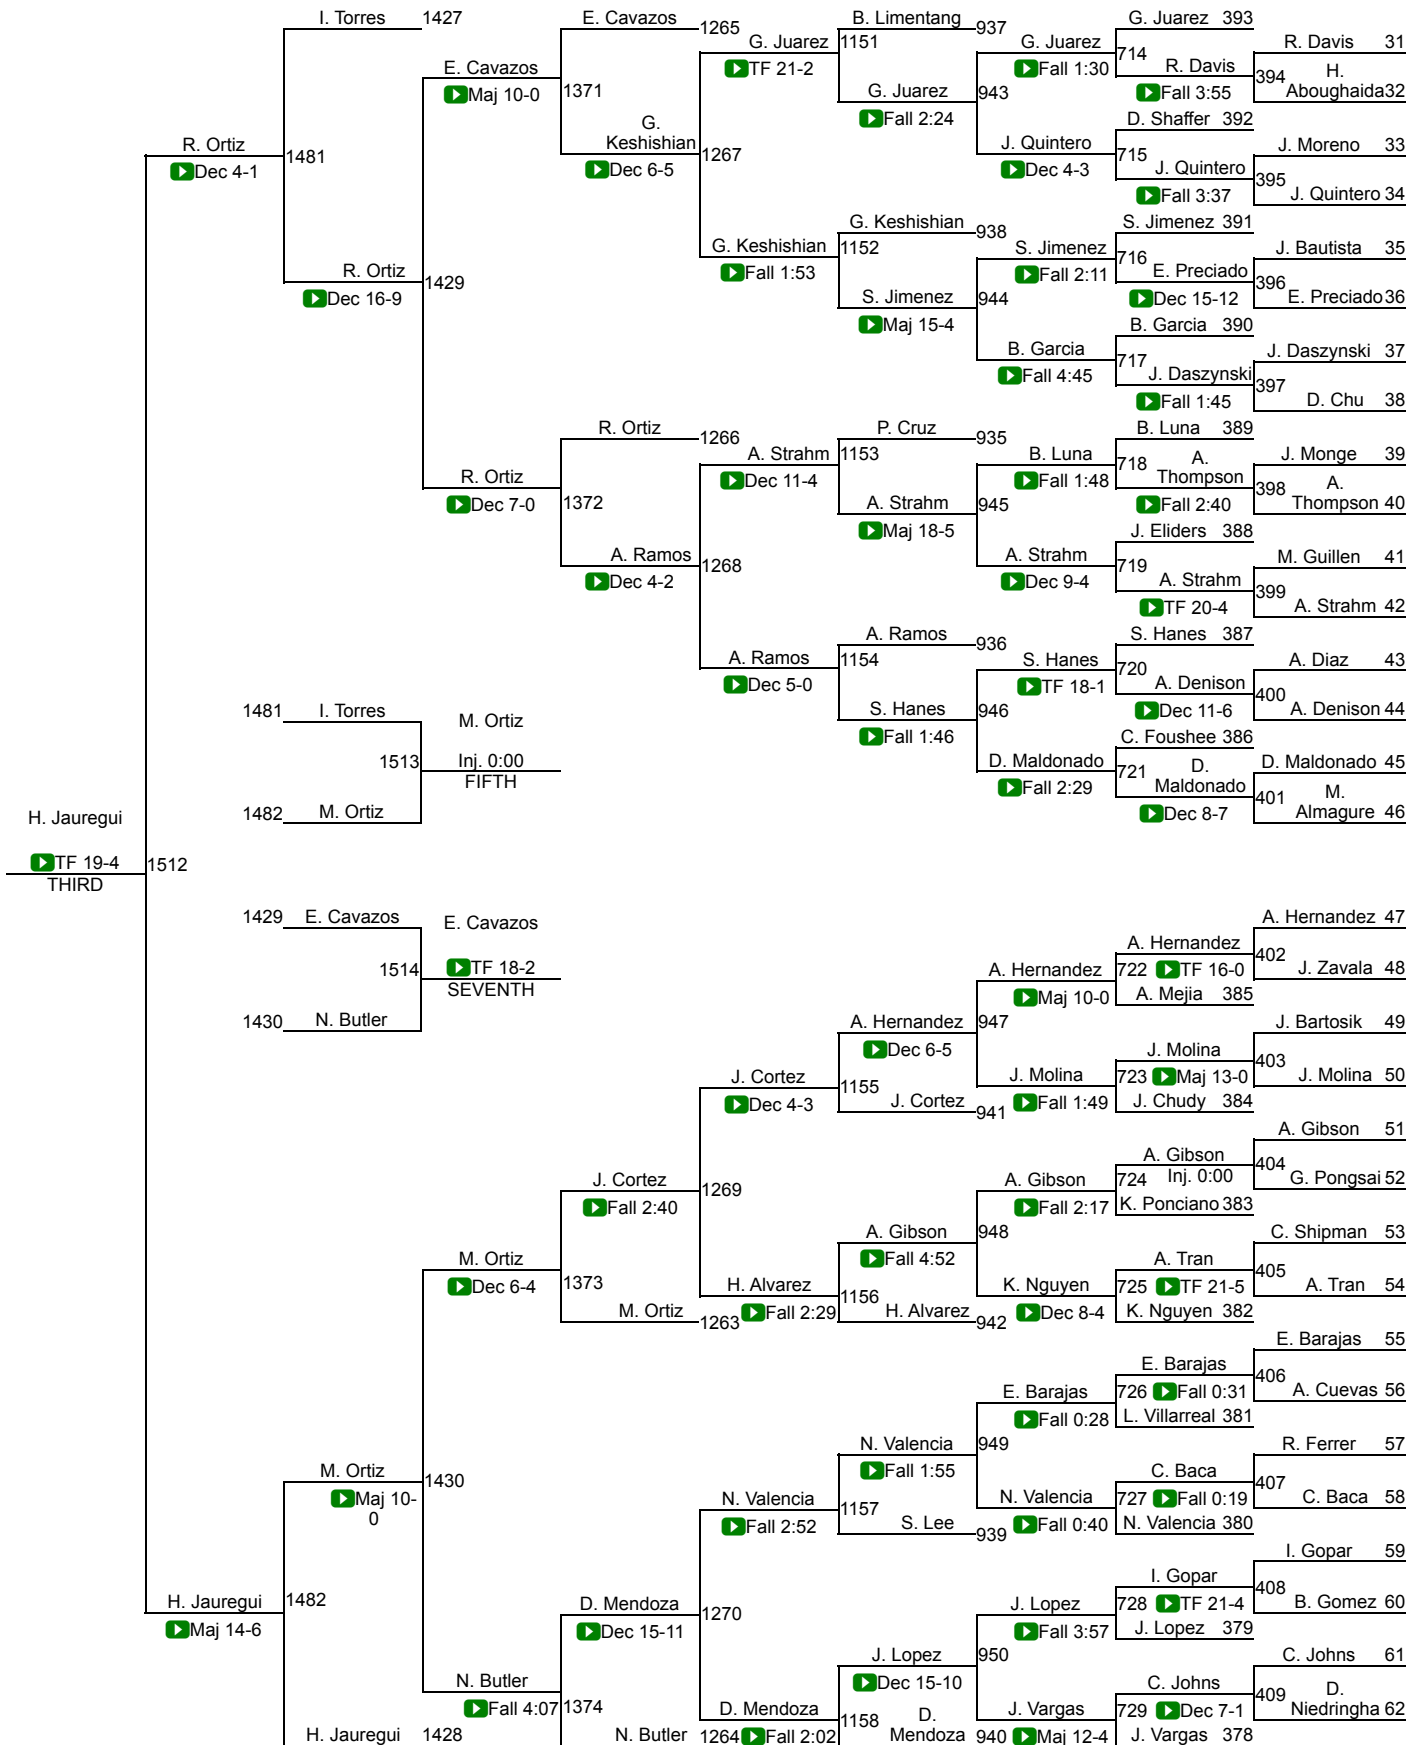 I. Torres 1427 E. Cavazos 1265 B. Limentang 937 G. Juarez 393
G. Juarez 1151 G. Juarez 714 R. Davis 31
TF 21-2 Fall 1:30 R. Davis 394 H.
E. Cavazos G. Juarez 943 Fall 3:55 Aboughaida 32
Maj 10-0 1371 Fall 2:24 D. Shaffer 392
G.
Keshishian 1267 J. Quintero 715 J. Moreno 33
R. Ortiz 1481 Dec 6-5 Dec 4-3 J. Quintero 395
Dec 4-1 Fall 3:37 J. Quintero 34
G. Keshishian 938 S. Jimenez 391
G. Keshishian 1152 S. Jimenez 716 J. Bautista 35
Fall 1:53 Fall 2:11 E. Preciado 396
R. Ortiz 1429 S. Jimenez 944 Dec 15-12 E. Preciado 36
Dec 16-9 Maj 15-4 B. Garcia 390
B. Garcia 717 J. Daszynski 37
Fall 4:45 J. Daszynski 397
Fall 1:45 D. Chu 38
R. Ortiz 1266 P. Cruz 935 B. Luna 389
A. Strahm 1153 B. Luna 718 A. J. Monge 39
R. Ortiz Dec 11-4 Fall 1:48 Thompson 398 A.
Dec 7-0 1372 A. Strahm 945 Fall 2:40 Thompson 40
Maj 18-5 J. Eliders 388
A. Ramos 1268 A. Strahm 719 M. Guillen 41
Dec 4-2 Dec 9-4 A. Strahm 399
TF 20-4 A. Strahm 42
A. Ramos 936 S. Hanes 387
A. Ramos 1154 S. Hanes 720 A. Diaz 43
Dec 5-0 TF 18-1 A. Denison 400
1481 I. Torres M. Ortiz S. Hanes 946 Dec 11-6 A. Denison 44
Fall 1:46 C. Foushee 386
1513 Inj. 0:00 D. Maldonado 721 D. D. Maldonado 45
FIFTH Fall 2:29 Maldonado 401 M.
1482 M. Ortiz Dec 8-7 Almagure 46
H. Jauregui
TF 19-4 1512
THIRD
1429 E. Cavazos E. Cavazos A. Hernandez 47
A. Hernandez 402
1514 TF 18-2 A. Hernandez 722 TF 16-0 J. Zavala 48
SEVENTH Maj 10-0 A. Mejia 385
1430 N. Butler A. Hernandez 947 J. Bartosik 49
Dec 6-5 J. Molina 403
J. Cortez 1155 J. Molina 723 Maj 13-0 J. Molina 50
Dec 4-3 J. Cortez 941 Fall 1:49 J. Chudy 384
A. Gibson 51
A. Gibson 404
J. Cortez 1269 A. Gibson 724 Inj. 0:00 G. Pongsai 52
Fall 2:40 Fall 2:17 K. Ponciano 383
A. Gibson 948 C. Shipman 53
M. Ortiz Fall 4:52 A. Tran 405
Dec 6-4 1373 H. Alvarez 1156 K. Nguyen 725 TF 21-5 A. Tran 54
M. Ortiz 1263 Fall 2:29 H. Alvarez 942 Dec 8-4 K. Nguyen 382
E. Barajas 55
E. Barajas 406
E. Barajas 726 Fall 0:31 A. Cuevas 56
Fall 0:28 L. Villarreal 381
N. Valencia 949 R. Ferrer 57
M. Ortiz 1430 Fall 1:55 C. Baca 407
Maj 10- N. Valencia 1157 N. Valencia 727 Fall 0:19 C. Baca 58
0 Fall 2:52 S. Lee 939 Fall 0:40 N. Valencia 380
I. Gopar 59
I. Gopar 408
H. Jauregui 1482 D. Mendoza 1270 J. Lopez 728 TF 21-4 B. Gomez 60
Maj 14-6 Dec 15-11 Fall 3:57 J. Lopez 379
J. Lopez 950 C. Johns 61
N. Butler Dec 15-10 C. Johns 409 D.
Fall 4:07 1374 D. Mendoza 1158 D. J. Vargas 729 Dec 7-1 Niedringha 62
H. Jauregui 1428 N. Butler 1264 Fall 2:02 Mendoza 940 Maj 12-4 J. Vargas 378